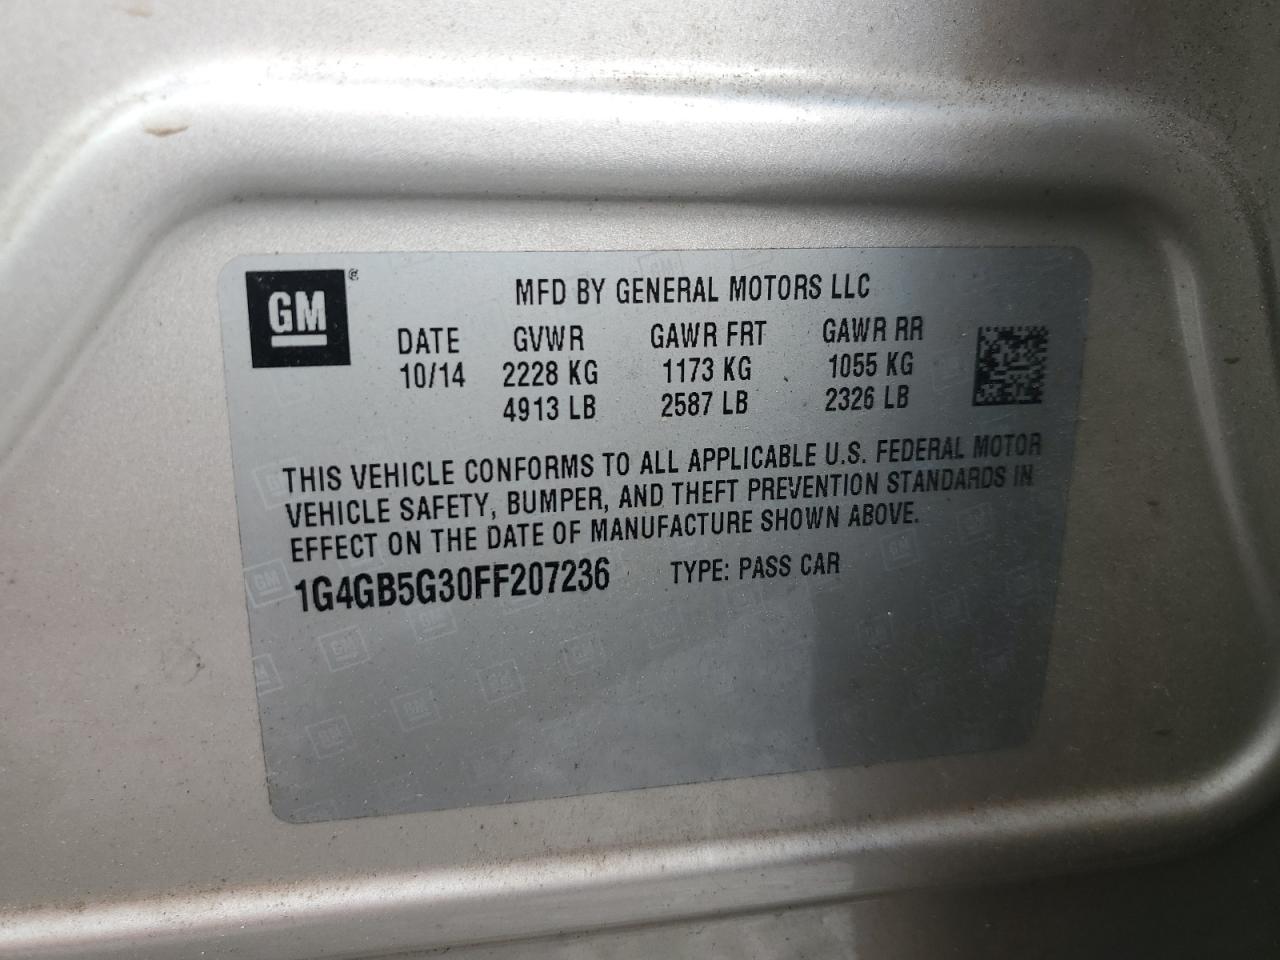 GM ®
MFD BY GENERAL MOTORS LLC
DATE GVWR GAWR FRT GAWR RR
10/14 2228 KG 1173 KG 1055 KG
4913 LB 2587 LB 2326 LB
THIS VEHICLE CONFORMS TO ALL APPLICABLE U.S. FEDERAL MOTOR
VEHICLE SAFETY, BUMPER, AND THEFT PREVENTION STANDARDS IN
EFFECT ON THE DATE OF MANUFACTURE SHOWN ABOVE.
1G4GB5G30FF207236 TYPE: PASS CAR